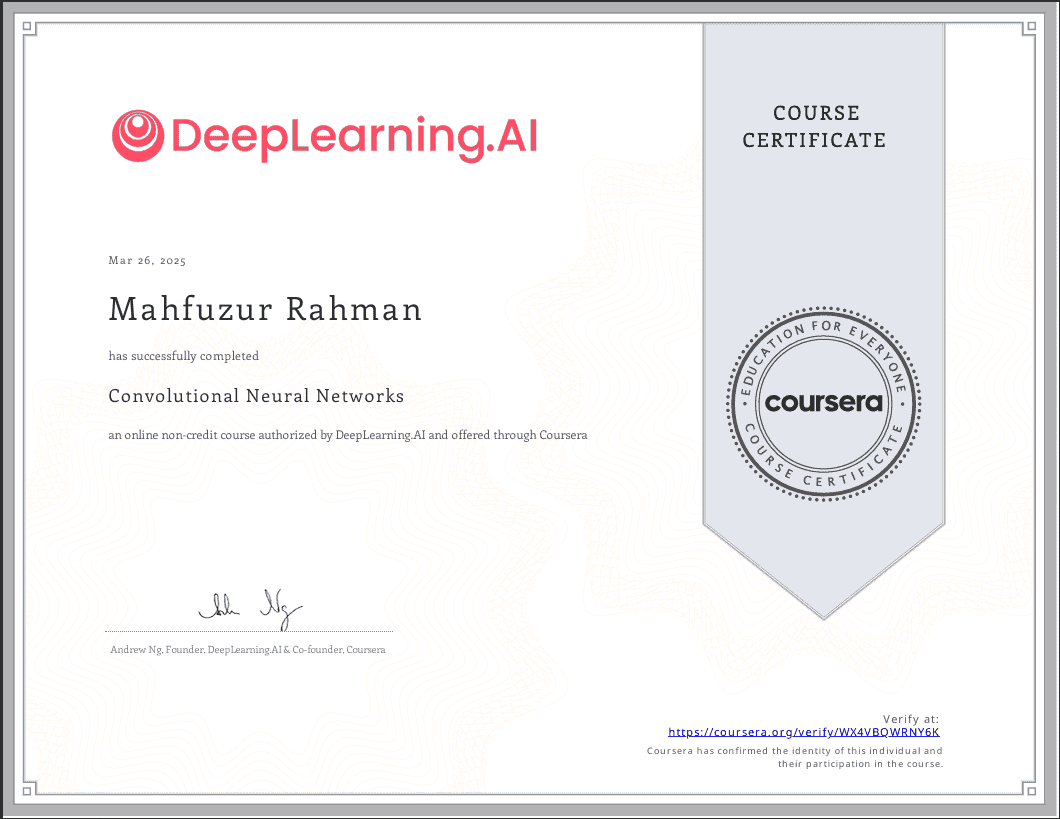 DeepLearning.AI
COURSE
CERTIFICATE
Mar 26, 2025
Mahfuzur Rahman
has successfully completed
Convolutional Neural Networks
an online non-credit course authorized by DeepLearning.AI and offered through Coursera
EDUCATION FOR EVERYONE
coursera
COURSE CERTIFICATE
Andrew Ng, Founder, DeepLearning.AI & Co-founder, Coursera
Verify at:
https://coursera.org/verify/WX4VBQWRNY6K
Coursera has confirmed the identity of this individual and
their participation in the course.